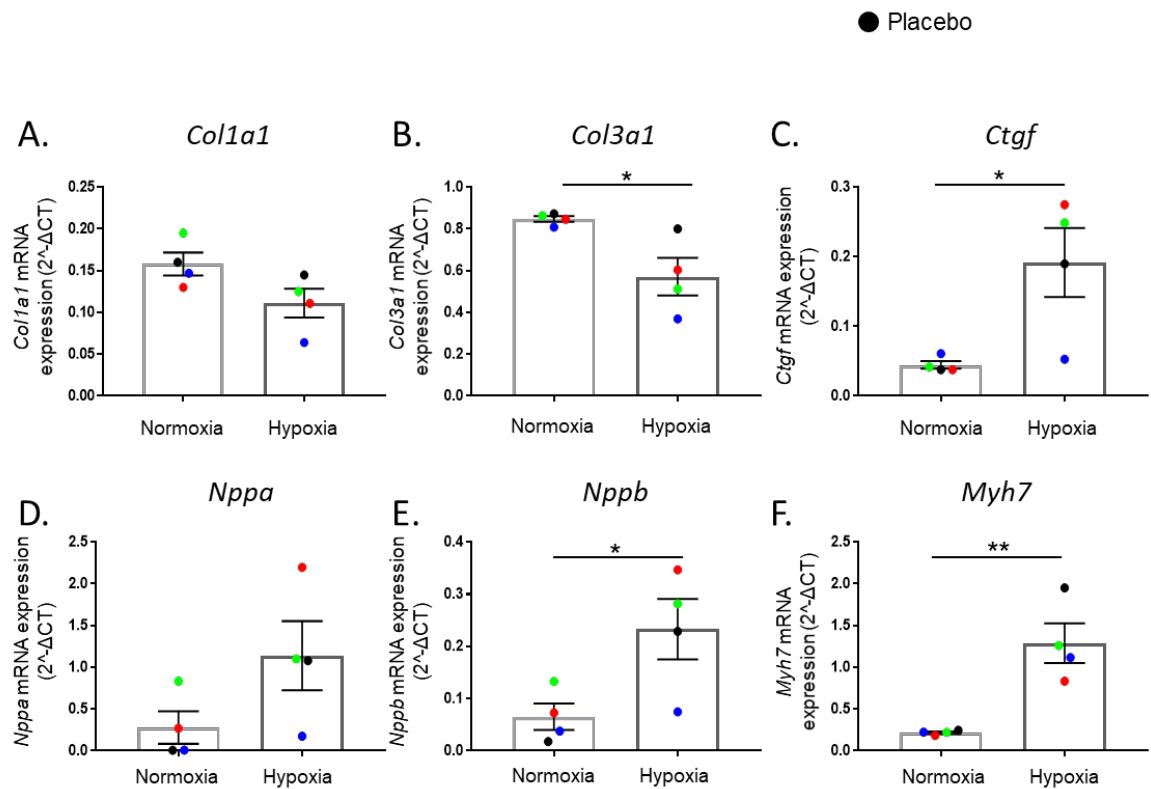 Placebo
A.
Col1a1
Col1a1 mRNA
expression (2^-ΔCT)
0.25
0.20
0.15
0.10
0.05
0.00
Normoxia
Hypoxia
B.
Col3a1
Col3a1 mRNA
expression (2^-ΔCT)
1.0
0.8
0.6
0.4
0.2
0.0
*
Normoxia
Hypoxia
C.
Ctgf
Ctgf mRNA expression
(2^-ΔCT)
0.3
0.2
0.1
0.0
*
Normoxia
Hypoxia
D.
Nppa
Nppa mRNA expression
(2^-ΔCT)
2.5
2.0
1.5
1.0
0.5
0.0
Normoxia
Hypoxia
E.
Nppb
Nppb mRNA expression
(2^-ΔCT)
0.4
0.3
0.2
0.1
0.0
*
Normoxia
Hypoxia
F.
Myh7
Myh7 mRNA
expression (2^-ΔCT)
2.5
2.0
1.5
1.0
0.5
0.0
**
Normoxia
Hypoxia